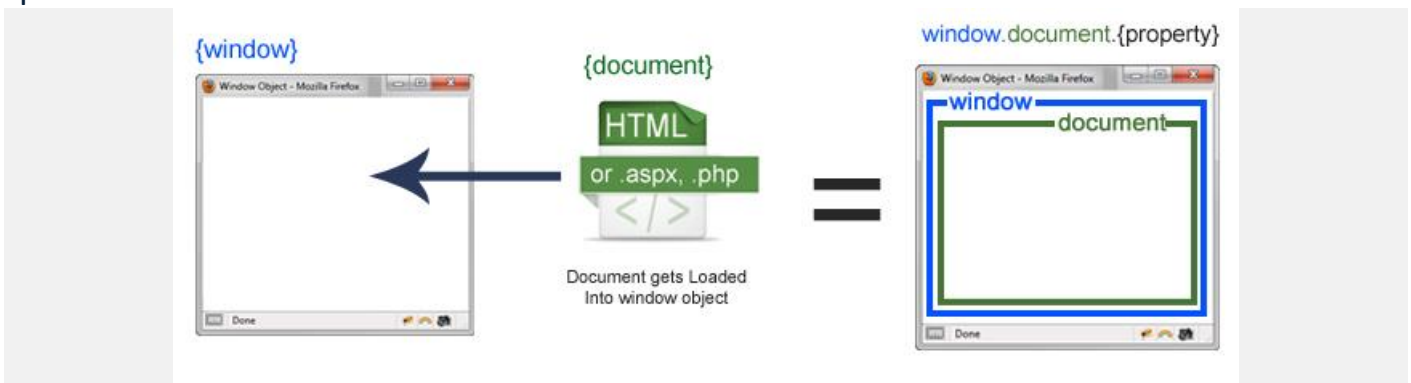 {window}
Window Object - Mozilla Firefox
Done
{document}
HTML
or .aspx, .php
</>
Document gets Loaded
Into window object
=
window.document.{property}
Window Object - Mozilla Firefox
window
document
Done